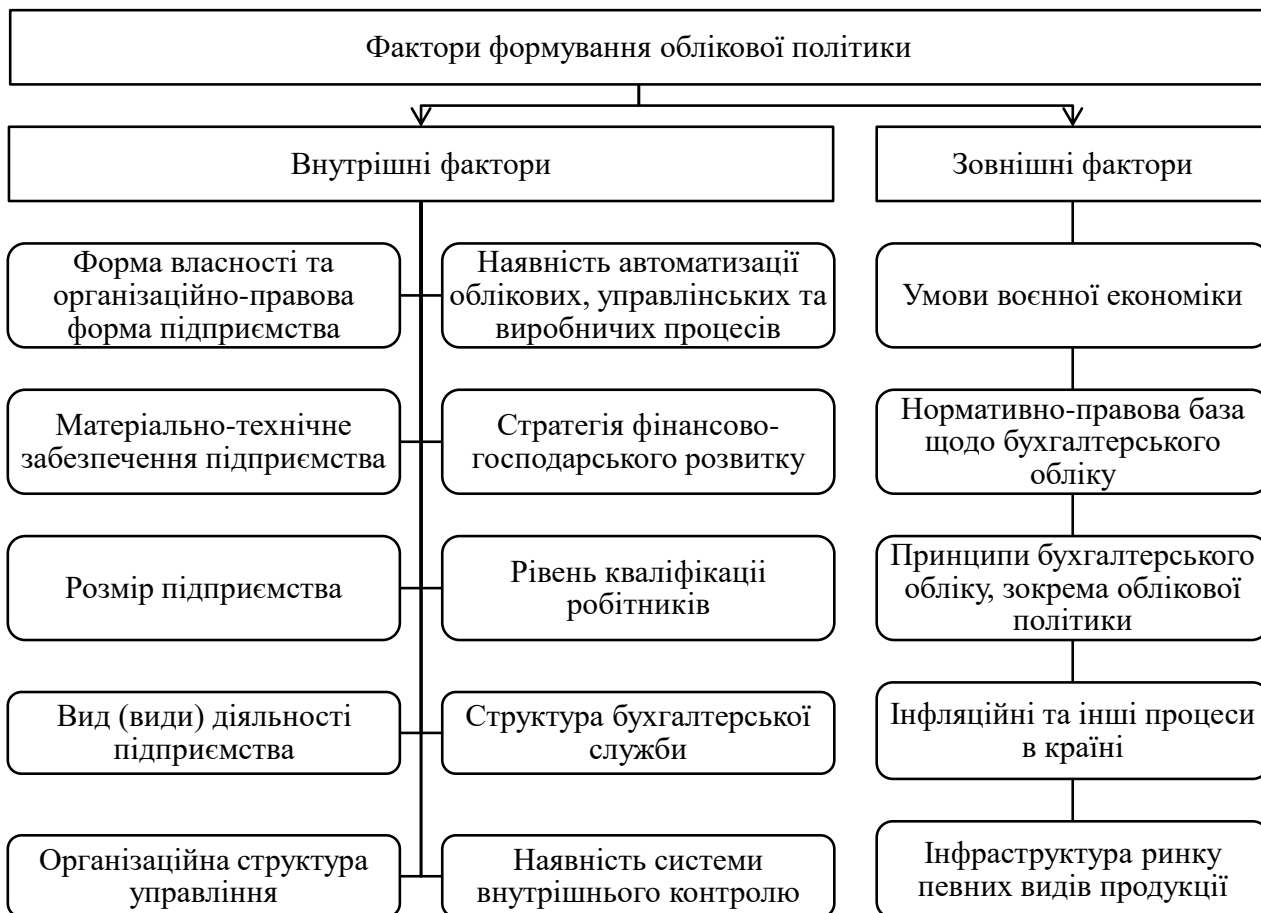 Фактори формування облікової політики
Внутрішні фактори
Зовнішні фактори
Форма власності та
організаційно-правова
форма підприємства
Наявність автоматизації
облікових, управлінських та
виробничих процесів
Умови воєнної економіки
Матеріально-технічне
забезпечення підприємства
Стратегія фінансово-
господарського розвитку
Нормативно-правова база
щодо бухгалтерського
обліку
Розмір підприємства
Рівень кваліфікаціі
робітників
Принципи бухгалтерського
обліку, зокрема облікової
політики
Вид (види) діяльності
підприємства
Структура бухгалтерської
служби
Інфляційні та інші процеси
в країні
Організаційна структура
управління
Наявність системи
внутрішнього контролю
Інфраструктура ринку
певних видів продукції